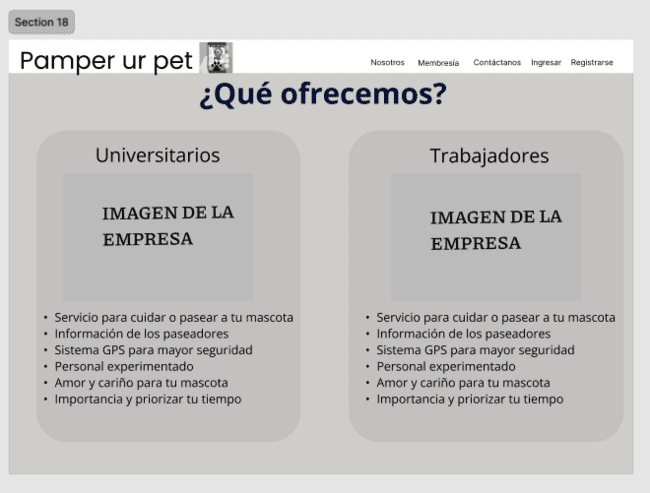 Section 18
Pamper ur pet
Nosotros Membresía Contáctanos Ingresar Registrarse
¿Qué ofrecemos?
Universitarios
IMAGEN DE LA
EMPRESA
• Servicio para cuidar o pasear a tu mascota
• Información de los paseadores
• Sistema GPS para mayor seguridad
• Personal experimentado
• Amor y cariño para tu mascota
• Importancia y priorizar tu tiempo
Trabajadores
IMAGEN DE LA
EMPRESA
• Servicio para cuidar o pasear a tu mascota
• Información de los paseadores
• Sistema GPS para mayor seguridad
• Personal experimentado
• Amor y cariño para tu mascota
• Importancia y priorizar tu tiempo